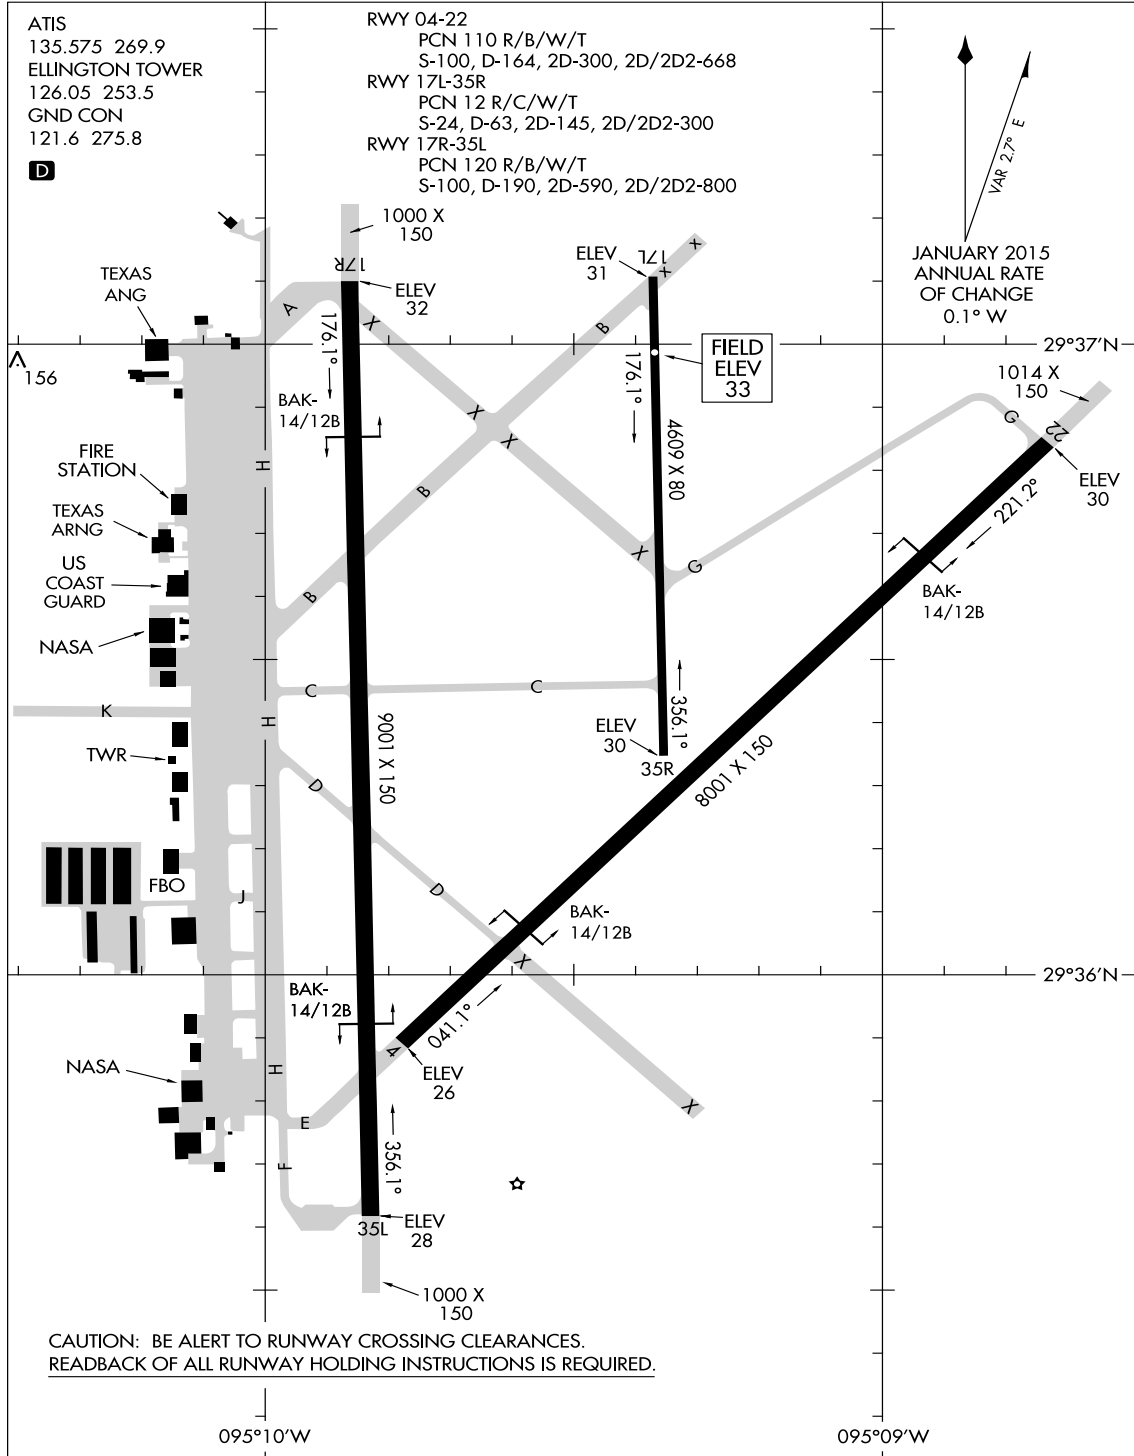 ATIS
135.575 269.9
ELLINGTON TOWER
126.05 253.5
GND CON
121.6 275.8
D
RWY 04-22
PCN 110 R/B/W/T
S-100, D-164, 2D-300, 2D/2D2-668
RWY 17L-35R
PCN 12 R/C/W/T
S-24, D-63, 2D-145, 2D/2D2-300
RWY 17R-35L
PCN 120 R/B/W/T
S-100, D-190, 2D-590, 2D/2D2-800
VAR 2.7° E
JANUARY 2015
ANNUAL RATE
OF CHANGE
0.1° W
1000 X
150
17R
ELEV
32
ELEV
31
17L
X
X
TEXAS
ANG
A
X
B
176.1°
176.1°
FIELD
ELEV
33
29°37'N
156
1014 X
150
BAK-
14/12B
X
X
4609 X 80
G
22
ELEV
30
FIRE
STATION
H
B
221.2°
TEXAS
ARNG
X
G
US
COAST
GUARD
B
BAK-
14/12B
NASA
C
C
356.1°
K
H
9001 X 150
ELEV
30
35R
TWR
D
8001 X 150
FBO
J
D
BAK-
14/12B
X
29°36'N
BAK-
14/12B
041.1°
4
NASA
H
ELEV
26
E
X
F
356.1°
35L
ELEV
28
1000 X
150
CAUTION: BE ALERT TO RUNWAY CROSSING CLEARANCES.
READBACK OF ALL RUNWAY HOLDING INSTRUCTIONS IS REQUIRED.
095°10'W
095°09'W